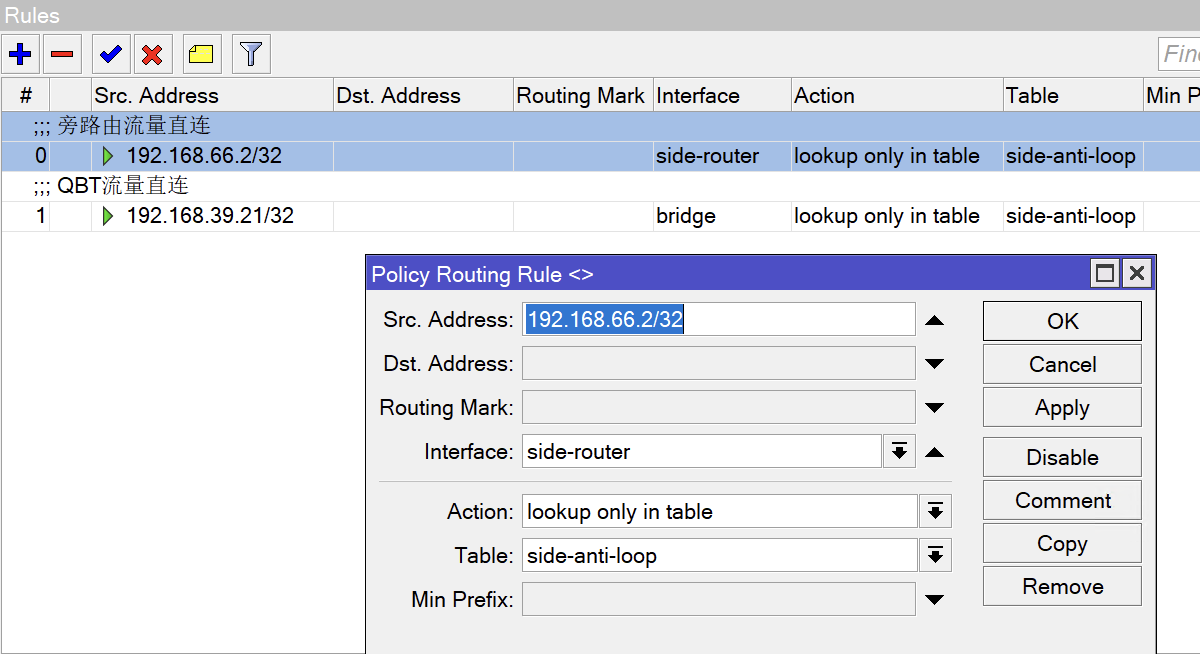 Rules
Find
# Src. Address Dst. Address Routing Mark Interface Action Table Min P
;;; 旁路由流量直连
0 192.168.66.2/32 side-router lookup only in table side-anti-loop
;;; QBT流量直连
1 192.168.39.21/32 bridge lookup only in table side-anti-loop
Policy Routing Rule <>
Src. Address: 192.168.66.2/32 OK
Dst. Address: Cancel
Routing Mark: Apply
Interface: side-router Disable
Action: lookup only in table Comment
Table: side-anti-loop Copy
Min Prefix: Remove